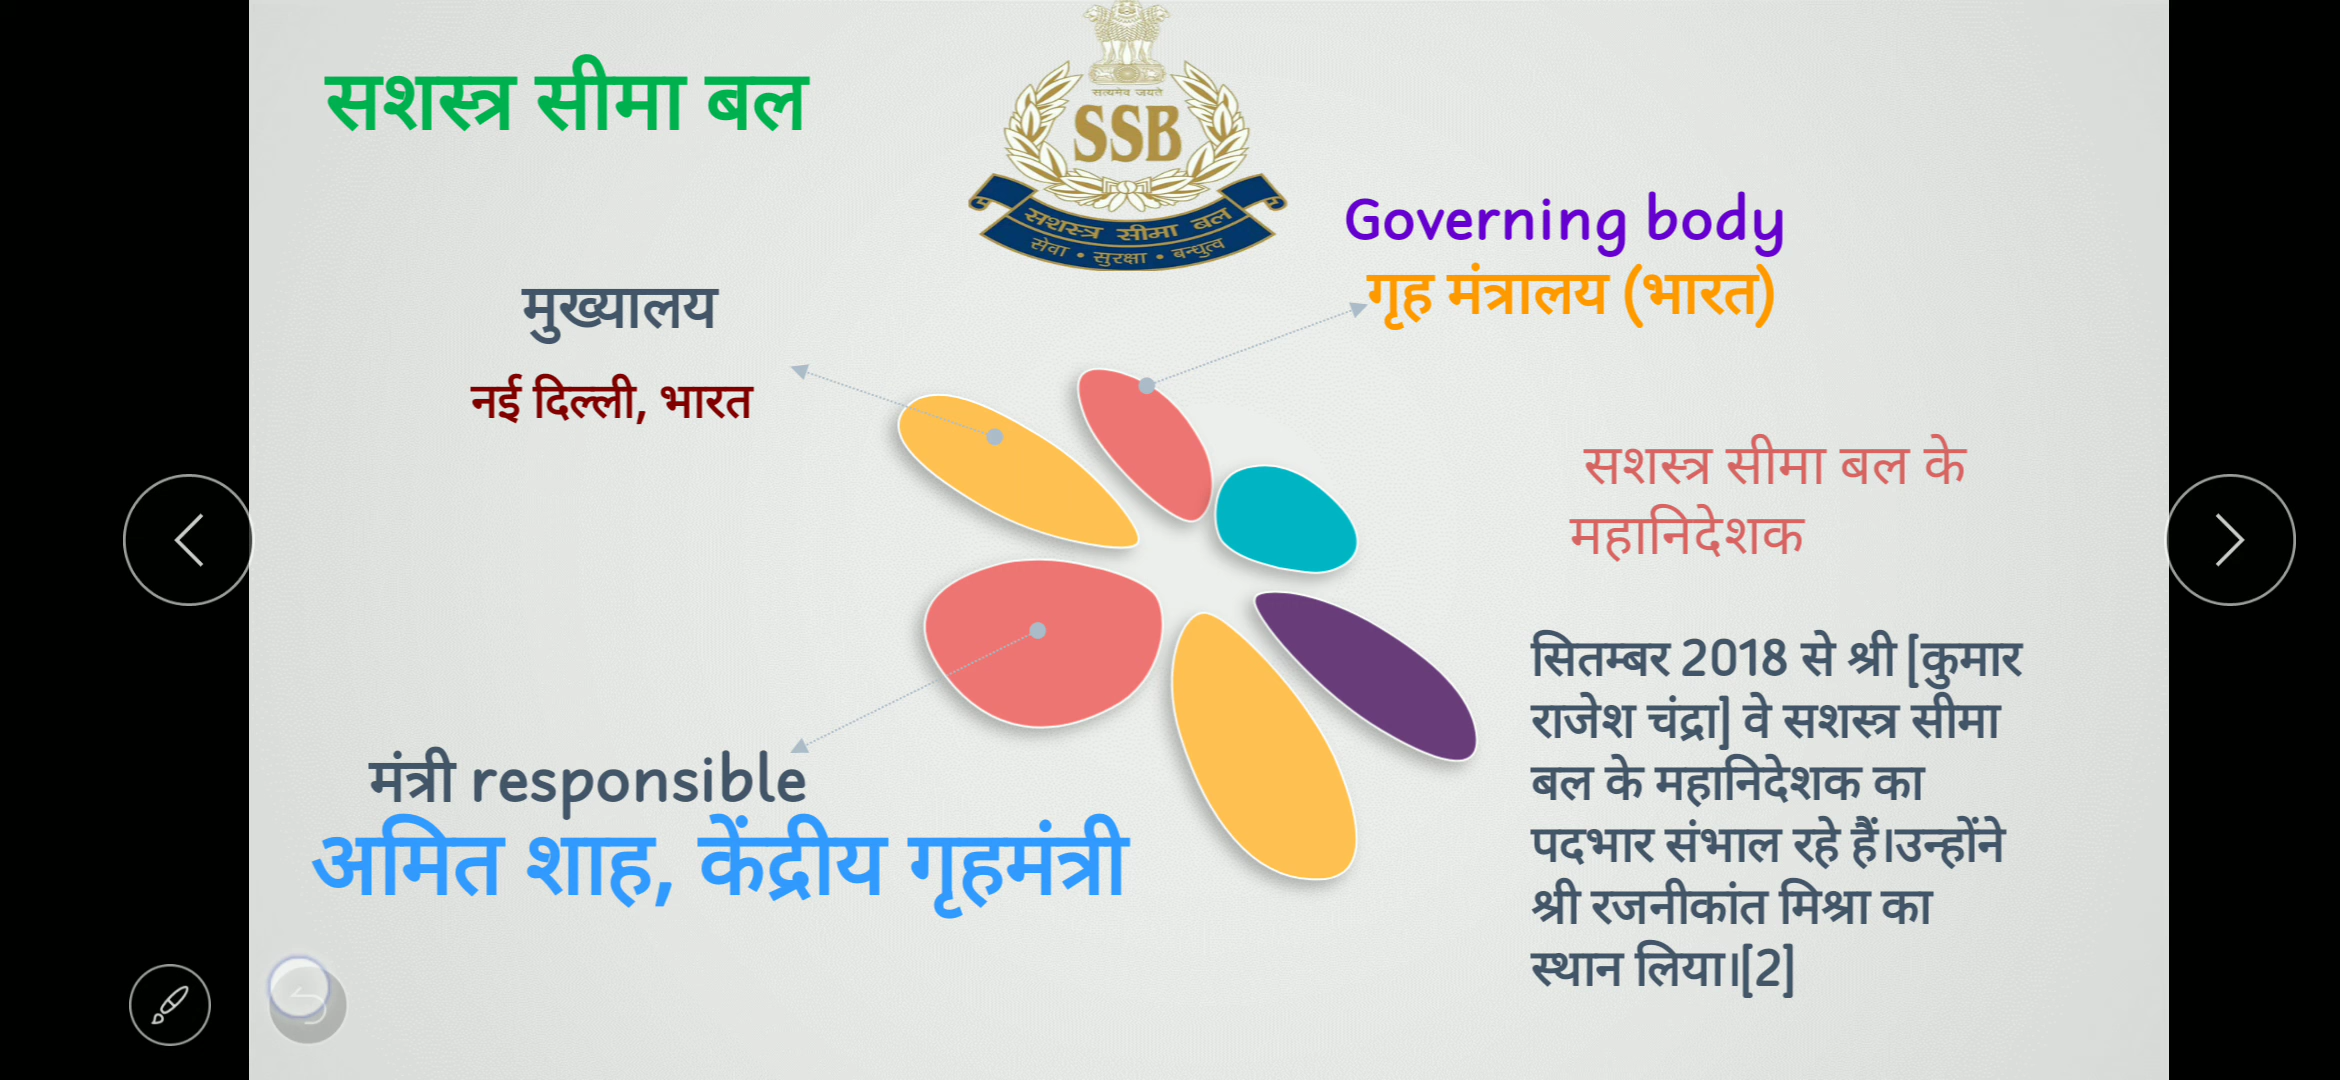 सशस्त्र सीमा बल
सत्यमेव जयते
SSB
सशस्त्र सीमा बल
सेवा • सुरक्षा • बन्धुत्व
Governing body
गृह मंत्रालय (भारत)
मुख्यालय
नई दिल्ली, भारत
सशस्त्र सीमा बल के
महानिदेशक
सितम्बर 2018 से श्री [कुमार
राजेश चंद्रा] वे सशस्त्र सीमा
बल के महानिदेशक का
पदभार संभाल रहे हैं।उन्होंने
श्री रजनीकांत मिश्रा का
स्थान लिया।[2]
मंत्री responsible
अमित शाह, केंद्रीय गृहमंत्री